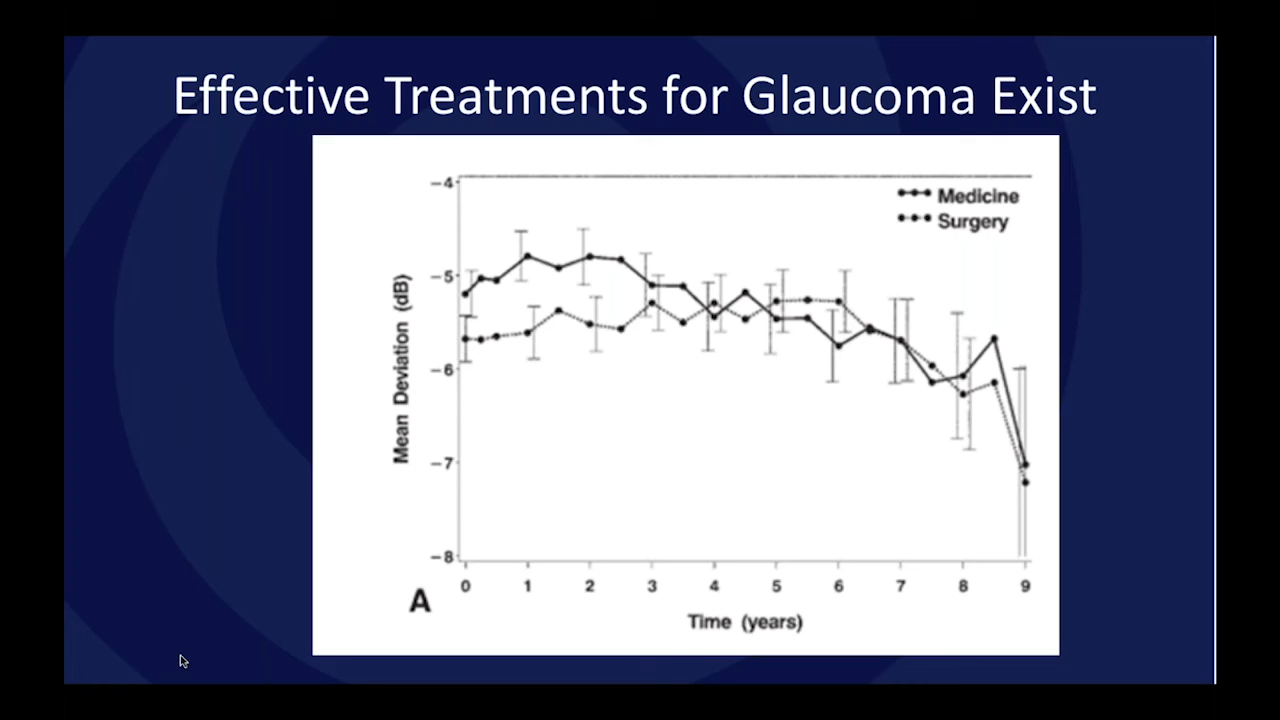 Effective Treatments for Glaucoma Exist
Medicine
Surgery
-4
-5
-6
-7
-8
Mean Deviation (dB)
0 1 2 3 4 5 6 7 8 9
A
Time (years)